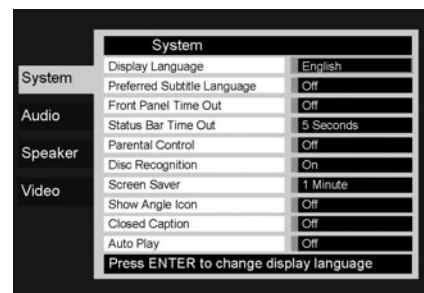 System
Audio
Speaker
Video
System
Display Language English
Preferred Subtitle Language Off
Front Panel Time Out Off
Status Bar Time Out 5 Seconds
Parental Control Off
Disc Recognition On
Screen Saver 1 Minute
Show Angle Icon Off
Closed Caption Off
Auto Play Off
Press ENTER to change display language